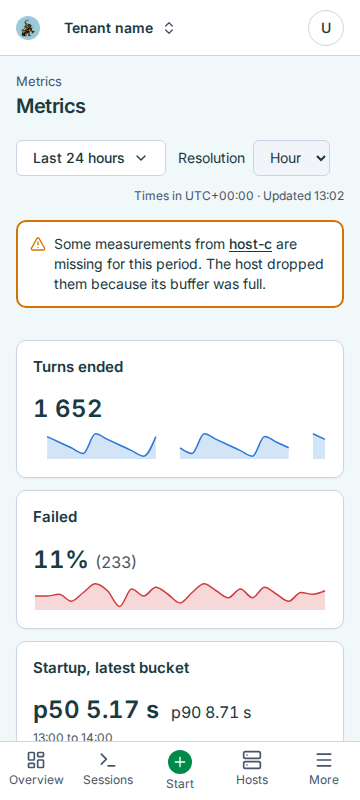 Tenant name
U
Metrics
Metrics
Last 24 hours
Resolution
Hour
Times in UTC+00:00 · Updated 13:02
Some measurements from host-c are
missing for this period. The host dropped
them because its buffer was full.
Turns ended
1 652
Failed
11% (233)
Startup, latest bucket
p50 5.17 s p90 8.71 s
13:00 to 14:00
Overview
Sessions
Start
Hosts
More